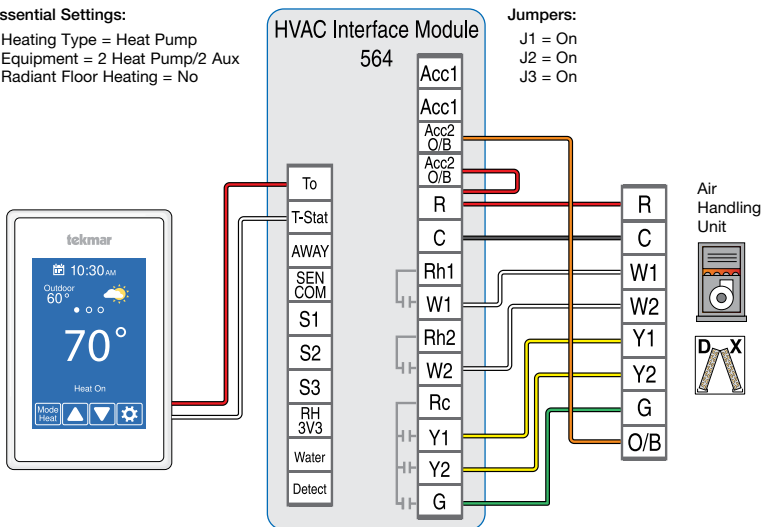 ssential Settings:
Heating Type = Heat Pump
Equipment = 2 Heat Pump/2 Aux
Radiant Floor Heating = No
HVAC Interface Module
564
Jumpers:
J1 = On
J2 = On
J3 = On
To
T-Stat
AWAY
SEN
COM
S1
S2
S3
RH
3V3
Water
Detect
Acc1
Acc1
Acc2
O/B
Acc2
O/B
R
C
Rh1
W1
Rh2
W2
Rc
Y1
Y2
G
R
C
W1
W2
Y1
Y2
G
O/B
Air
Handling
Unit
D X
tekmar
10:30 AM
Outdoor
60°
70°
Heat On
Mode
Heat